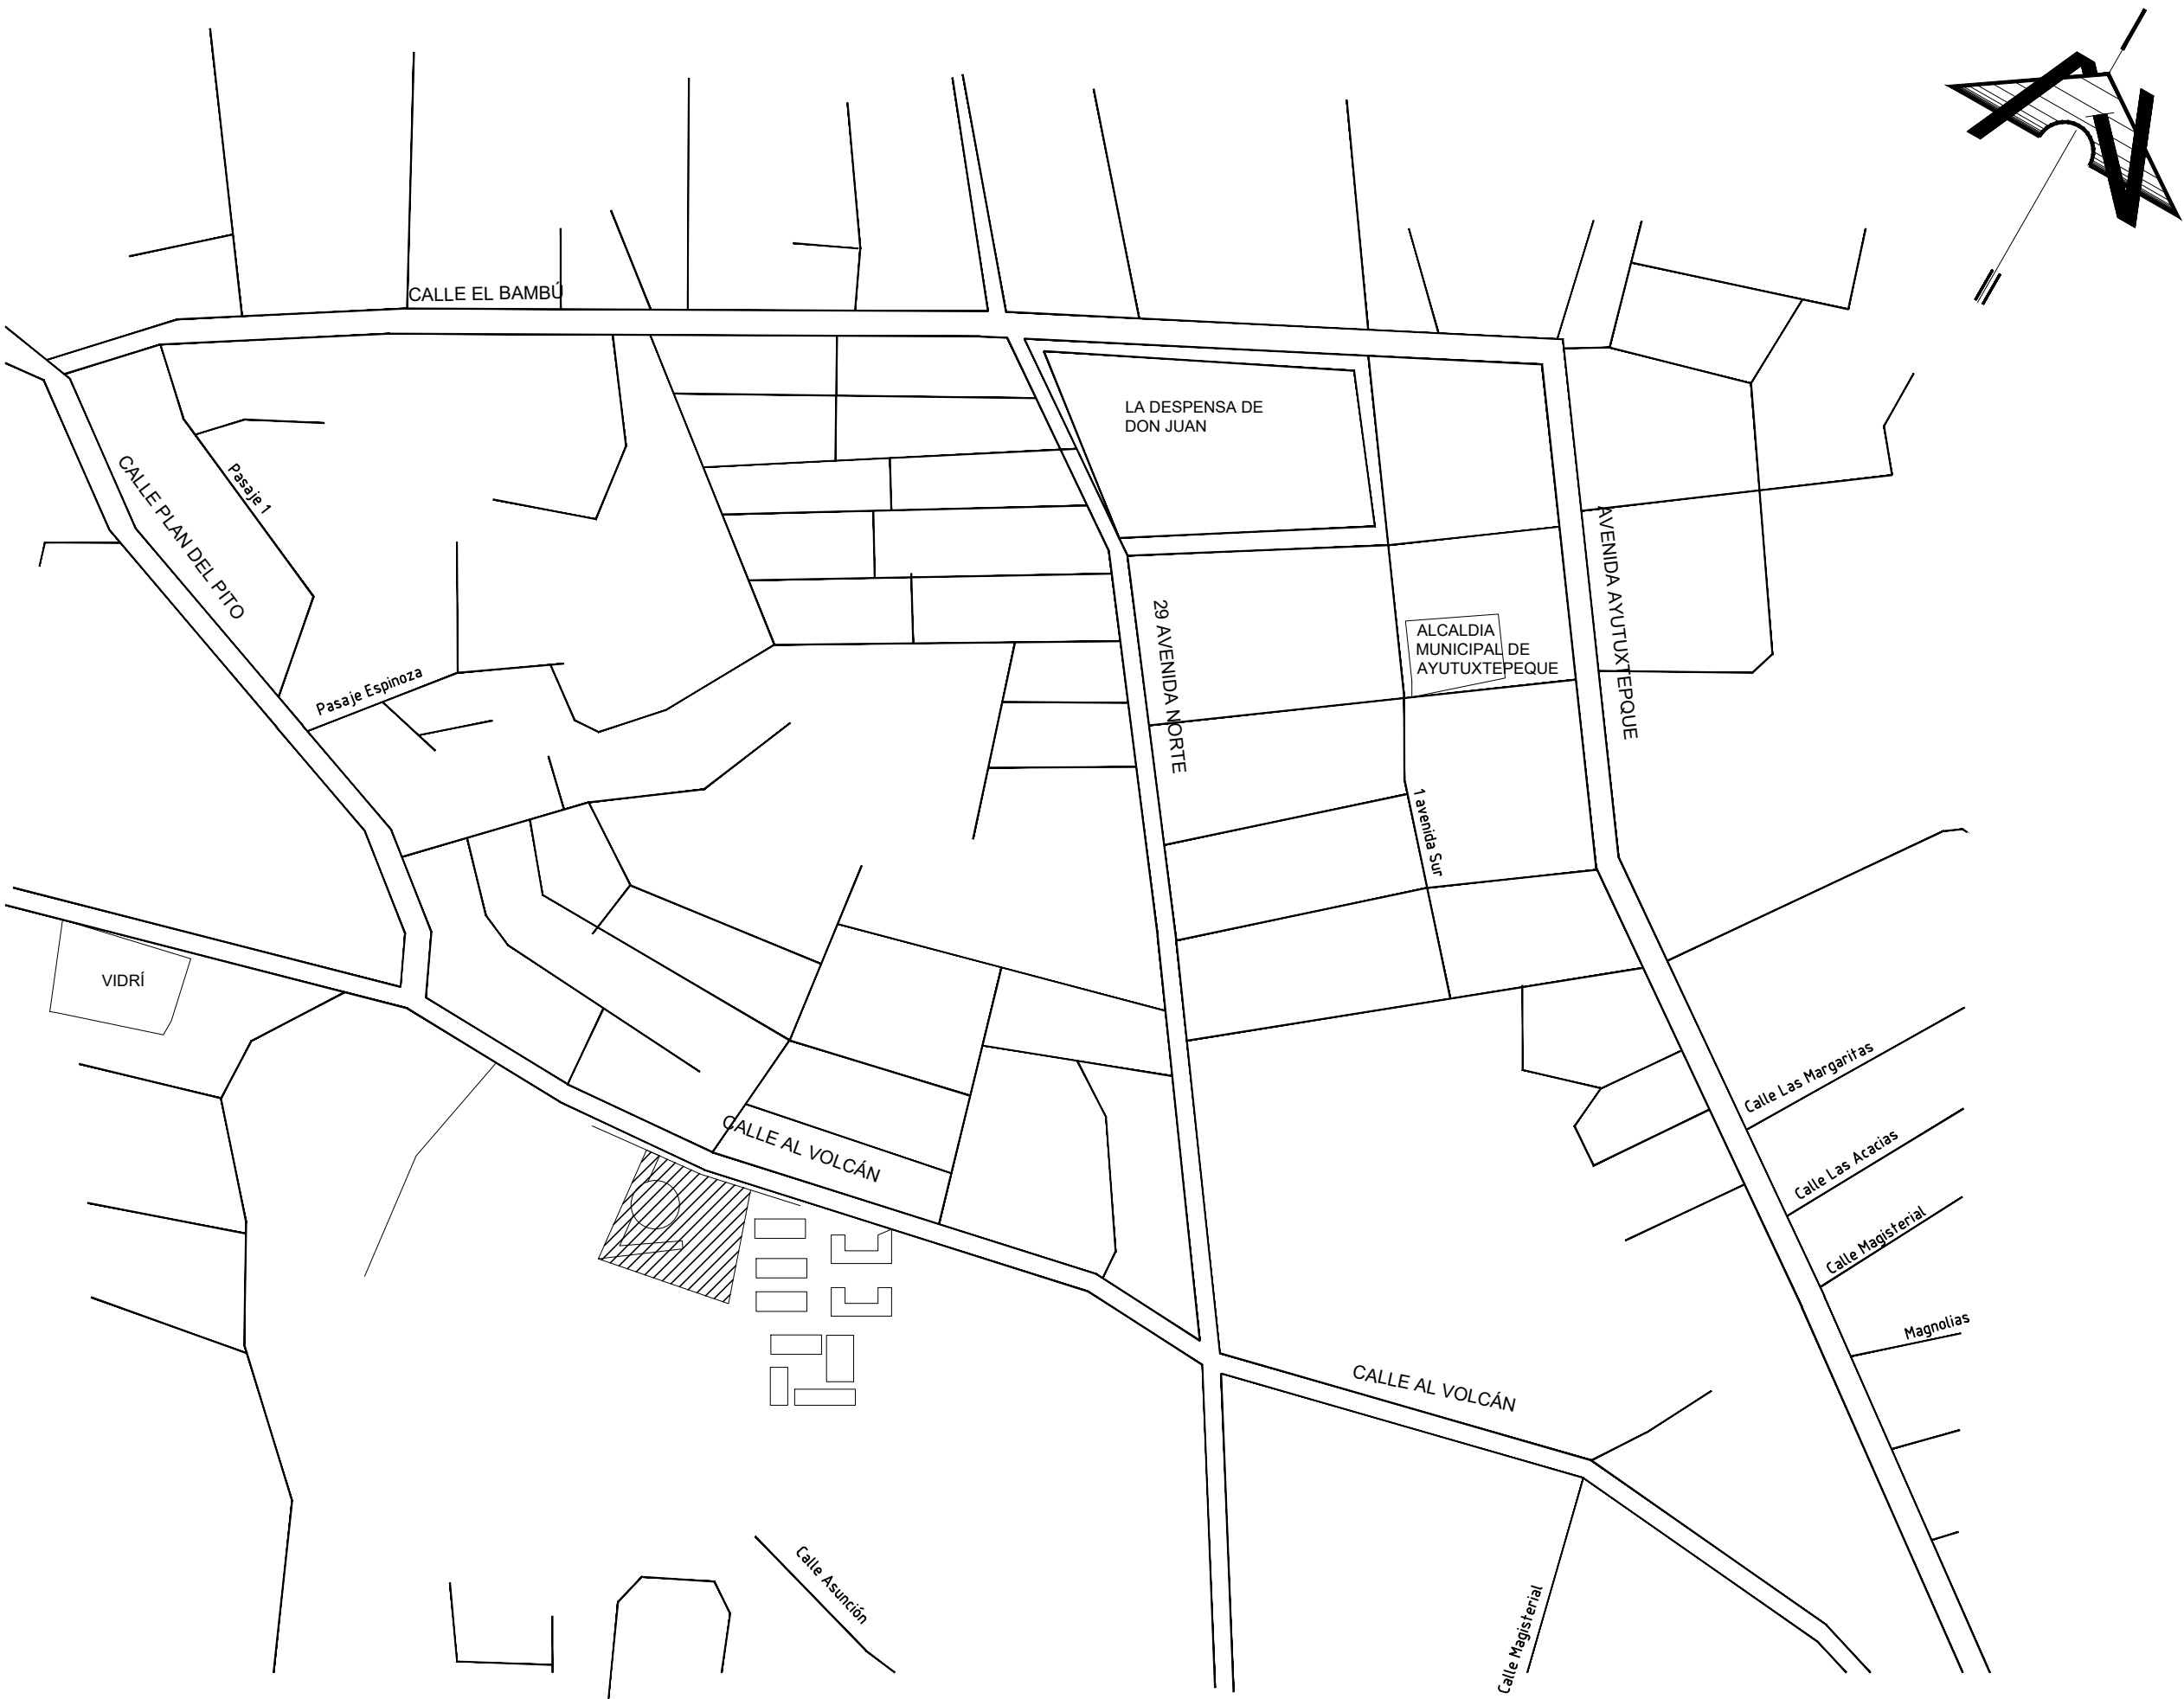 N
CALLE EL BAMBÚ
LA DESPENSA DE
DON JUAN
CALLE PLAN DEL PITO
Pasaje 1
AVENIDA AYUTUXTEPEQUE
29 AVENIDA NORTE
ALCALDIA
MUNICIPAL DE
AYUTUXTEPEQUE
Pasaje Espinoza
1 avenida Sur
VIDRÍ
Calle Las Margaritas
CALLE AL VOLCÁN
Calle Las Acacias
Calle Magisterial
Magnolias
CALLE AL VOLCÁN
Calle Asunción
Calle Magisterial